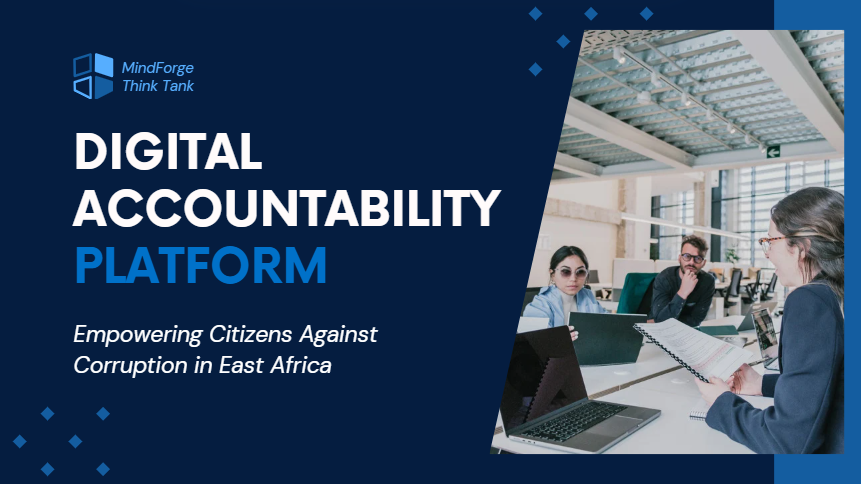 MindForge
Think Tank
DIGITAL
ACCOUNTABILITY
PLATFORM
Empowering Citizens Against
Corruption in East Africa